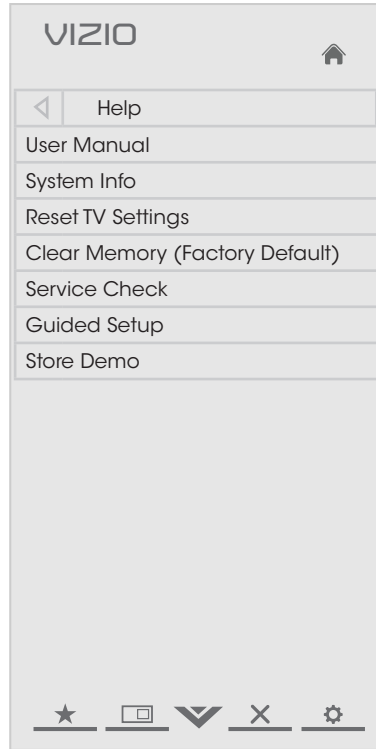 VIZIO
Help
User Manual
System Info
Reset TV Settings
Clear Memory (Factory Default)
Service Check
Guided Setup
Store Demo